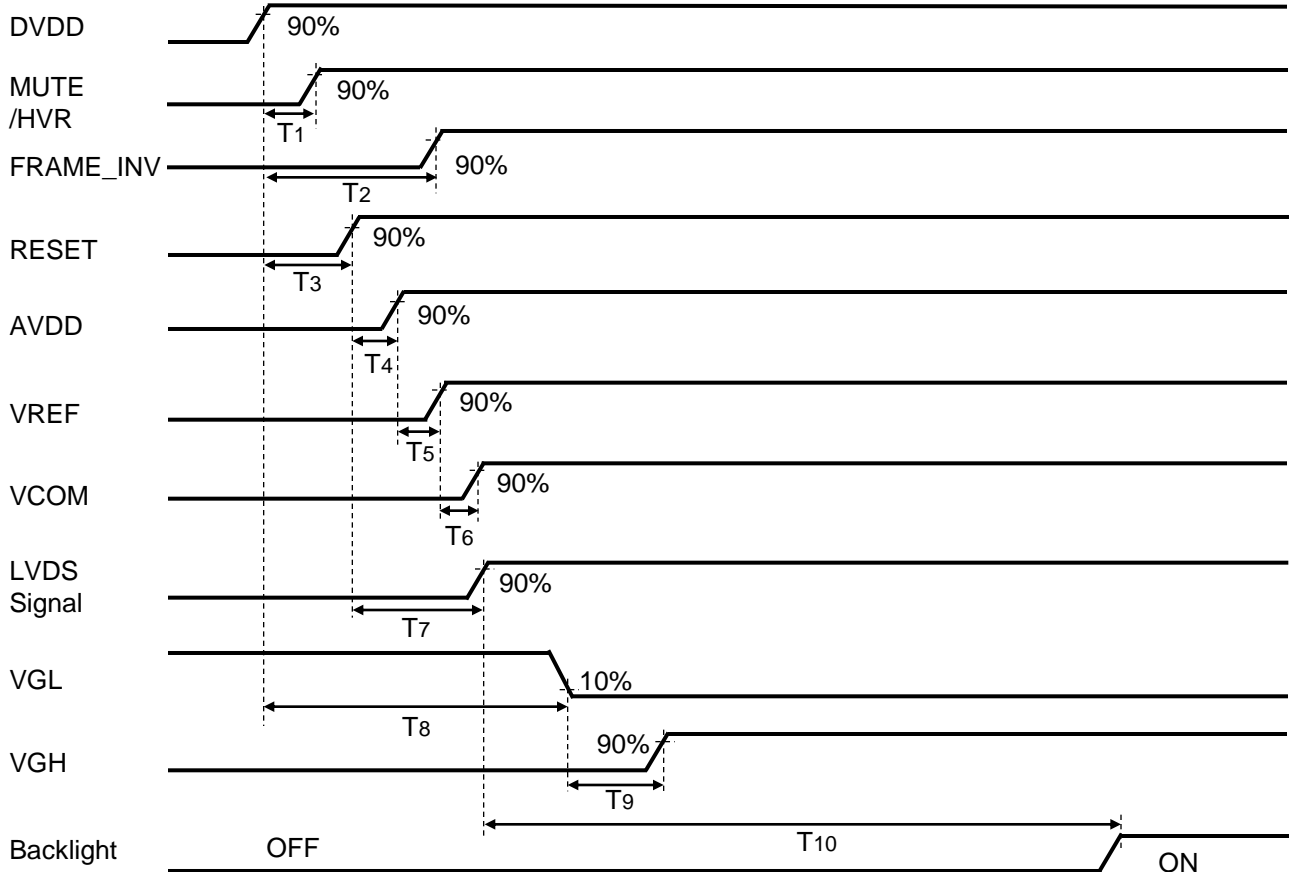 DVDD
90%
MUTE
/HVR
90%
T1
FRAME_INV
90%
T2
RESET
90%
T3
AVDD
90%
T4
VREF
90%
T5
VCOM
90%
T6
LVDS
Signal
90%
T7
VGL
10%
T8
VGH
90%
T9
Backlight
OFF
T10
ON